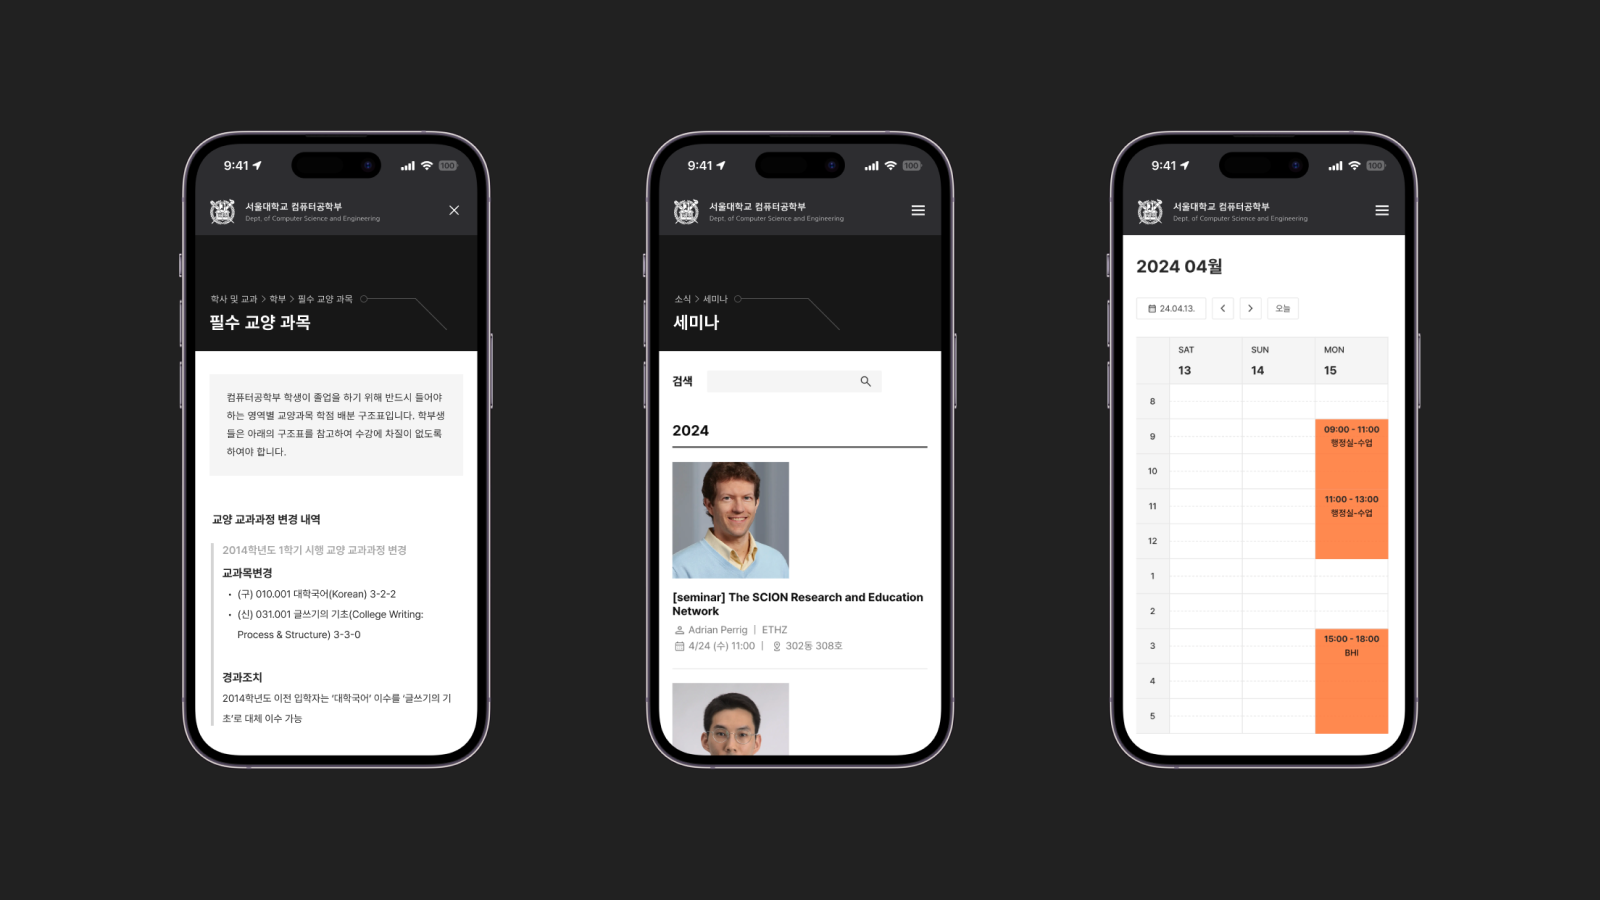 9:41
100
서울대학교 컴퓨터공학부
Dept. of Computer Science and Engineering
학사 및 교과 > 학부 > 필수 교양 과목
필수 교양 과목
컴퓨터공학부 학생이 졸업을 하기 위해 반드시 들어야
하는 영역별 교양과목 학점 배분 구조표입니다. 학부생
들은 아래의 구조표를 참고하여 수강에 차질이 없도록
하여야 합니다.
교양 교과과정 변경 내역
2014학년도 1학기 시행 교양 교과과정 변경
교과목변경
• (구) 010.001 대학국어(Korean) 3-2-2
• (신) 031.001 글쓰기의 기초(College Writing:
Process & Structure) 3-3-0
경과조치
2014학년도 이전 입학자는 ‘대학국어’ 이수를 ‘글쓰기의 기
초’로 대체 이수 가능
9:41
100
서울대학교 컴퓨터공학부
Dept. of Computer Science and Engineering
소식 > 세미나
세미나
검색
2024
[seminar] The SCION Research and Education
Network
Adrian Perrig | ETHZ
4/24 (수) 11:00 | 302동 308호
9:41
100
서울대학교 컴퓨터공학부
Dept. of Computer Science and Engineering
2024 04월
24.04.13. < > 오늘
SAT SUN MON
13 14 15
8
9
09:00 - 11:00
행정실-수업
10
11
11:00 - 13:00
행정실-수업
12
1
2
3
15:00 - 18:00
BHI
4
5